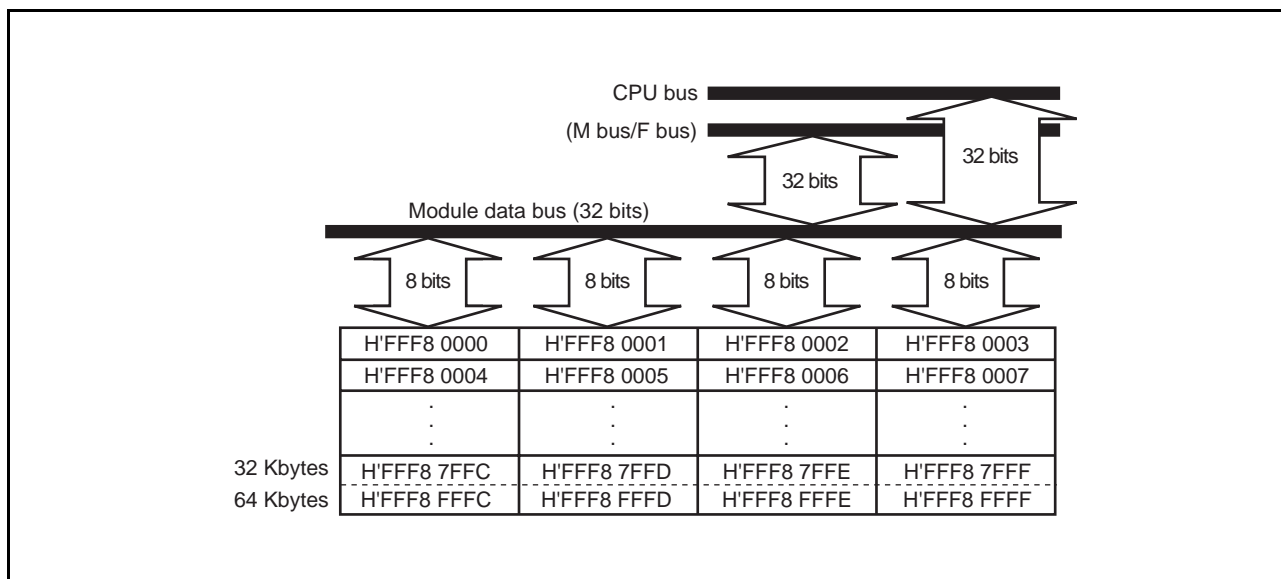 CPU bus
(M bus/F bus)
32 bits
32 bits
Module data bus (32 bits)
8 bits 8 bits 8 bits 8 bits
H'FFF8 0000 H'FFF8 0001 H'FFF8 0002 H'FFF8 0003
H'FFF8 0004 H'FFF8 0005 H'FFF8 0006 H'FFF8 0007
32 Kbytes H'FFF8 7FFC H'FFF8 7FFD H'FFF8 7FFE H'FFF8 7FFF
64 Kbytes H'FFF8 FFFC H'FFF8 FFFD H'FFF8 FFFE H'FFF8 FFFF